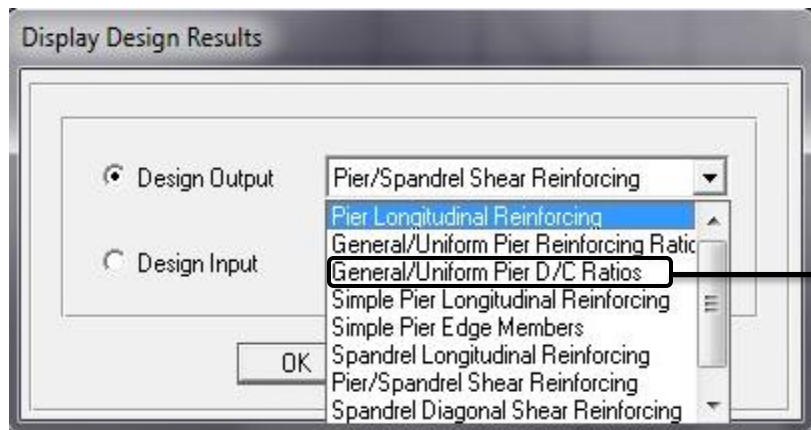 Display Design Results
Design Output
Pier/Spandrel Shear Reinforcing
Pier Longitudinal Reinforcing
General/Uniform Pier Reinforcing Ratic
Design Input
General/Uniform Pier D/C Ratios
Simple Pier Longitudinal Reinforcing
Simple Pier Edge Members
OK
Spandrel Longitudinal Reinforcing
Pier/Spandrel Shear Reinforcing
Spandrel Diagonal Shear Reinforcing